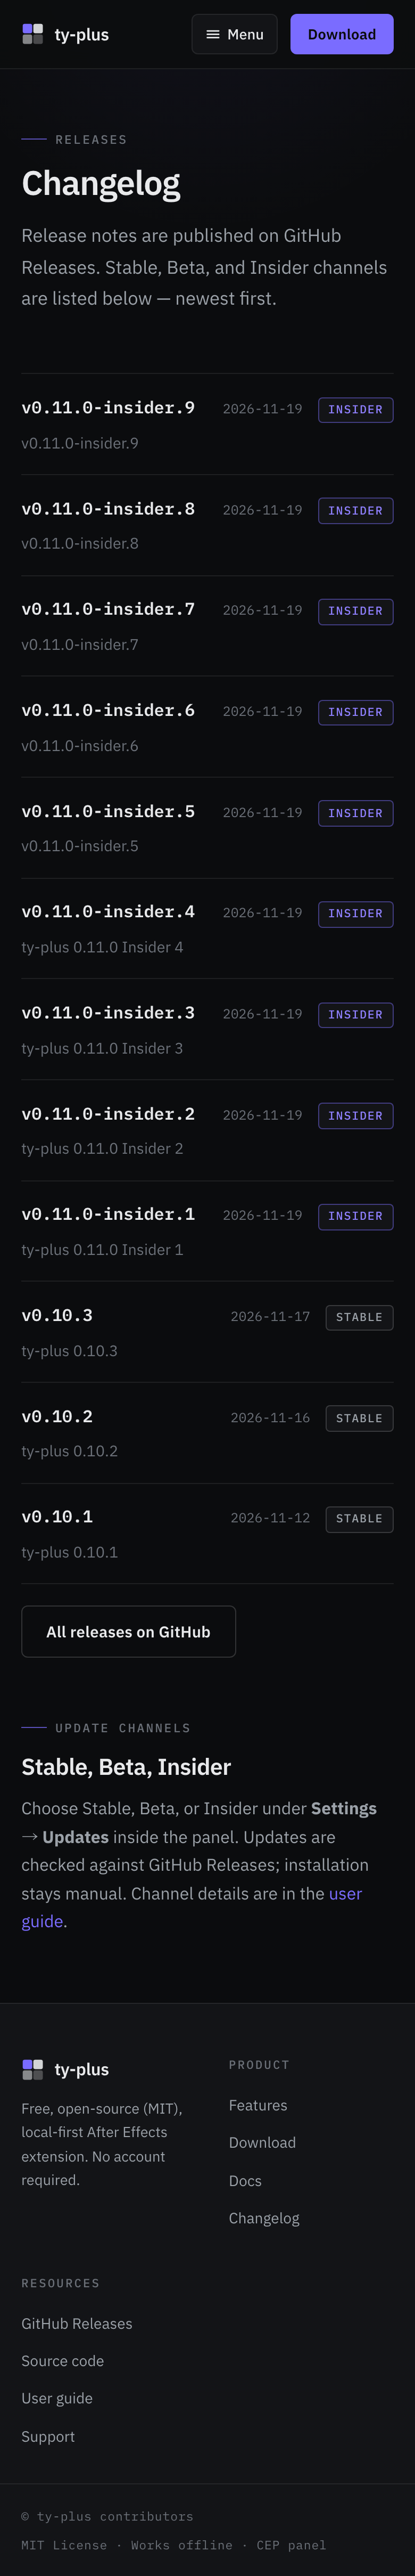 ty-plus
Menu
Download
RELEASES
Changelog
Release notes are published on GitHub
Releases. Stable, Beta, and Insider channels
are listed below — newest first.
v0.11.0-insider.9 2026-11-19 INSIDER
v0.11.0-insider.9
v0.11.0-insider.8 2026-11-19 INSIDER
v0.11.0-insider.8
v0.11.0-insider.7 2026-11-19 INSIDER
v0.11.0-insider.7
v0.11.0-insider.6 2026-11-19 INSIDER
v0.11.0-insider.6
v0.11.0-insider.5 2026-11-19 INSIDER
v0.11.0-insider.5
v0.11.0-insider.4 2026-11-19 INSIDER
ty-plus 0.11.0 Insider 4
v0.11.0-insider.3 2026-11-19 INSIDER
ty-plus 0.11.0 Insider 3
v0.11.0-insider.2 2026-11-19 INSIDER
ty-plus 0.11.0 Insider 2
v0.11.0-insider.1 2026-11-19 INSIDER
ty-plus 0.11.0 Insider 1
v0.10.3 2026-11-17 STABLE
ty-plus 0.10.3
v0.10.2 2026-11-16 STABLE
ty-plus 0.10.2
v0.10.1 2026-11-12 STABLE
ty-plus 0.10.1
All releases on GitHub
UPDATE CHANNELS
Stable, Beta, Insider
Choose Stable, Beta, or Insider under Settings
→ Updates inside the panel. Updates are
checked against GitHub Releases; installation
stays manual. Channel details are in the user
guide.
ty-plus
Free, open-source (MIT),
local-first After Effects
extension. No account
required.
PRODUCT
Features
Download
Docs
Changelog
RESOURCES
GitHub Releases
Source code
User guide
Support
© ty-plus contributors
MIT License · Works offline · CEP panel